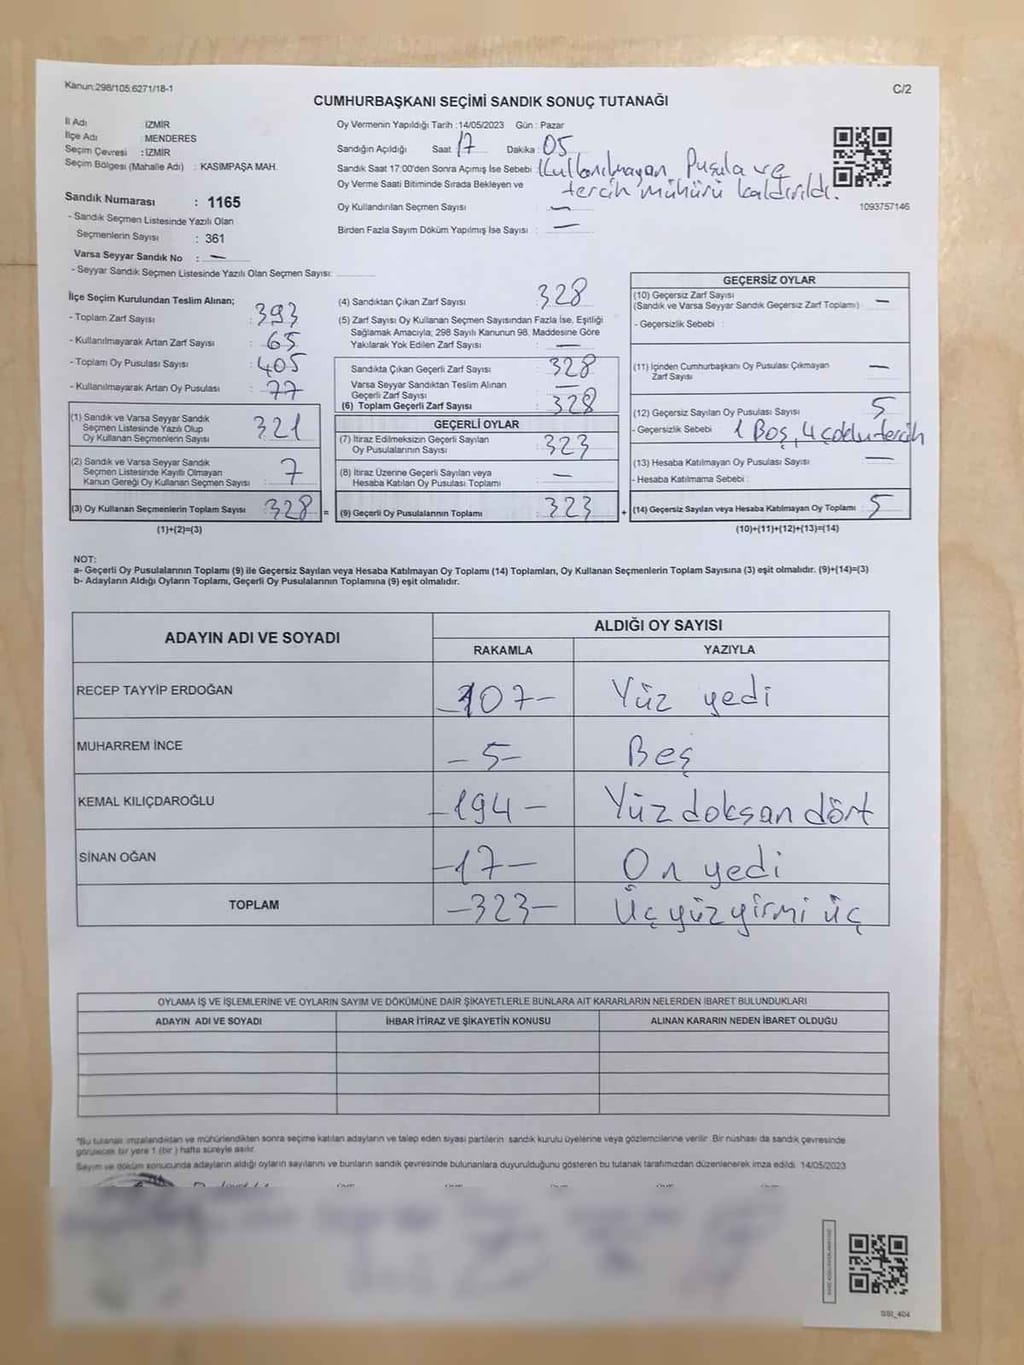 Kanun:298/105,6271/18-1
C/2
CUMHURBAŞKANI SEÇİMİ SANDIK SONUÇ TUTANAĞI
İl Adı : İZMİR
İlçe Adı : MENDERES
Seçim Çevresi : İZMİR
Seçim Bölgesi (Mahalle Adı) : KASIMPAŞA MAH.
Sandık Numarası : 1165
- Sandık Seçmen Listesinde Yazılı Olan
Seçmenlerin Sayısı : 361
Varsa Seyyar Sandık No : —
- Seyyar Sandık Seçmen Listesinde Yazılı Olan Seçmen Sayısı:
Oy Vermenin Yapıldığı Tarih :14/05/2023 Gün : Pazar
Sandığın Açıldığı Saat 17 Dakika : 05
Sandık Saat 17:00'den Sonra Açımış İse Sebebi : Kullanılmayan Pusula ve
tercih mührü kaldırıldı.
Oy Verme Saati Bitiminde Sırada Bekleyen ve
Oy Kullandırılan Seçmen Sayısı : —
Birden Fazla Sayım Döküm Yapılmış İse Sayısı : —
1093757146
İlçe Seçim Kurulundan Teslim Alınan;
- Toplam Zarf Sayısı : 393
- Kullanılmayarak Artan Zarf Sayısı : 65
- Toplam Oy Pusulası Sayısı : 405
- Kullanılmayarak Artan Oy Pusulası : 77
(1) Sandık ve Varsa Seyyar Sandık
Seçmen Listesinde Yazılı Olup
Oy Kullanan Seçmenlerin Sayısı : 321
(2) Sandık ve Varsa Seyyar Sandık
Seçmen Listesinde Kayıtlı Olmayan
Kanun Gereği Oy Kullanan Seçmen Sayısı : 7
(3) Oy Kullanan Seçmenlerin Toplam Sayısı : 328 =
(1)+(2)=(3)
(4) Sandıktan Çıkan Zarf Sayısı : 328
(5) Zarf Sayısı Oy Kullanan Seçmen Sayısından Fazla İse, Eşitliği
Sağlamak Amacıyla; 298 Sayılı Kanunun 98. Maddesine Göre
Yakılarak Yok Edilen Zarf Sayısı : —
Sandıkta Çıkan Geçerli Zarf Sayısı : 328
Varsa Seyyar Sandıktan Teslim Alınan
Geçerli Zarf Sayısı : —
(6) Toplam Geçerli Zarf Sayısı : 328
GEÇERLİ OYLAR
(7) İtiraz Edilmeksizin Geçerli Sayılan
Oy Pusulalarının Sayısı : 323
(8) İtiraz Üzerine Geçerli Sayılan veya
Hesaba Katılan Oy Pusulası Toplamı : —
(9) Geçerli Oy Pusulalarının Toplamı : 323 +
GEÇERSİZ OYLAR
(10) Geçersiz Zarf Sayısı
(Sandık ve Varsa Seyyar Sandık Geçersiz Zarf Toplamı) : —
- Geçersizlik Sebebi :
(11) İçinden Cumhurbaşkanı Oy Pusulası Çıkmayan
Zarf Sayısı : —
(12) Geçersiz Sayılan Oy Pusulası Sayısı : 5
- Geçersizlik Sebebi : 1 Boş, 4 çoklu tercih
(13) Hesaba Katılmayan Oy Pusulası Sayısı : —
- Hesaba Katılmama Sebebi :
(14) Geçersiz Sayılan veya Hesaba Katılmayan Oy Toplamı : 5
(10)+(11)+(12)+(13)=(14)
NOT:
a- Geçerli Oy Pusulalarının Toplamı (9) ile Geçersiz Sayılan veya Hesaba Katılmayan Oy Toplamı (14) Toplamları, Oy Kullanan Seçmenlerin Toplam Sayısına (3) eşit olmalıdır. (9)+(14)=(3)
b- Adayların Aldığı Oyların Toplamı, Geçerli Oy Pusulalarının Toplamına (9) eşit olmalıdır.
ADAYIN ADI VE SOYADI ALDIĞI OY SAYISI
RAKAMLA YAZIYLA
RECEP TAYYİP ERDOĞAN -107- Yüz yedi
MUHARREM İNCE -5- Beş
KEMAL KILIÇDAROĞLU -194- Yüz doksan dört
SİNAN OĞAN -17- On yedi
TOPLAM -323- Üç yüz yirmi üç
OYLAMA İŞ VE İŞLEMLERİNE VE OYLARIN SAYIM VE DÖKÜMÜNE DAİR ŞİKAYETLERLE BUNLARA AİT KARARLARIN NELERDEN İBARET BULUNDUKLARI
ADAYIN ADI VE SOYADI İHBAR İTİRAZ VE ŞİKAYETİN KONUSU ALINAN KARARIN NEDEN İBARET OLDUĞU
*Bu tutanak imzalandıktan ve mühürlendikten sonra seçime katılan adayların ve talep eden siyasi partilerin sandık kurulu üyelerine veya gözlemcilerine verilir. Bir nüshası da sandık çevresinde
görülecek bir yere 1 (bir ) hafta süreyle asılır.
Sayım ve döküm sonucunda adayların aldığı oyların sayılarını ve bunların sandık çevresinde bulunanlara duyurulduğunu gösteren bu tutanak tarafımızdan düzenlenerek imza edildi. 14/05/2023
SSI_404